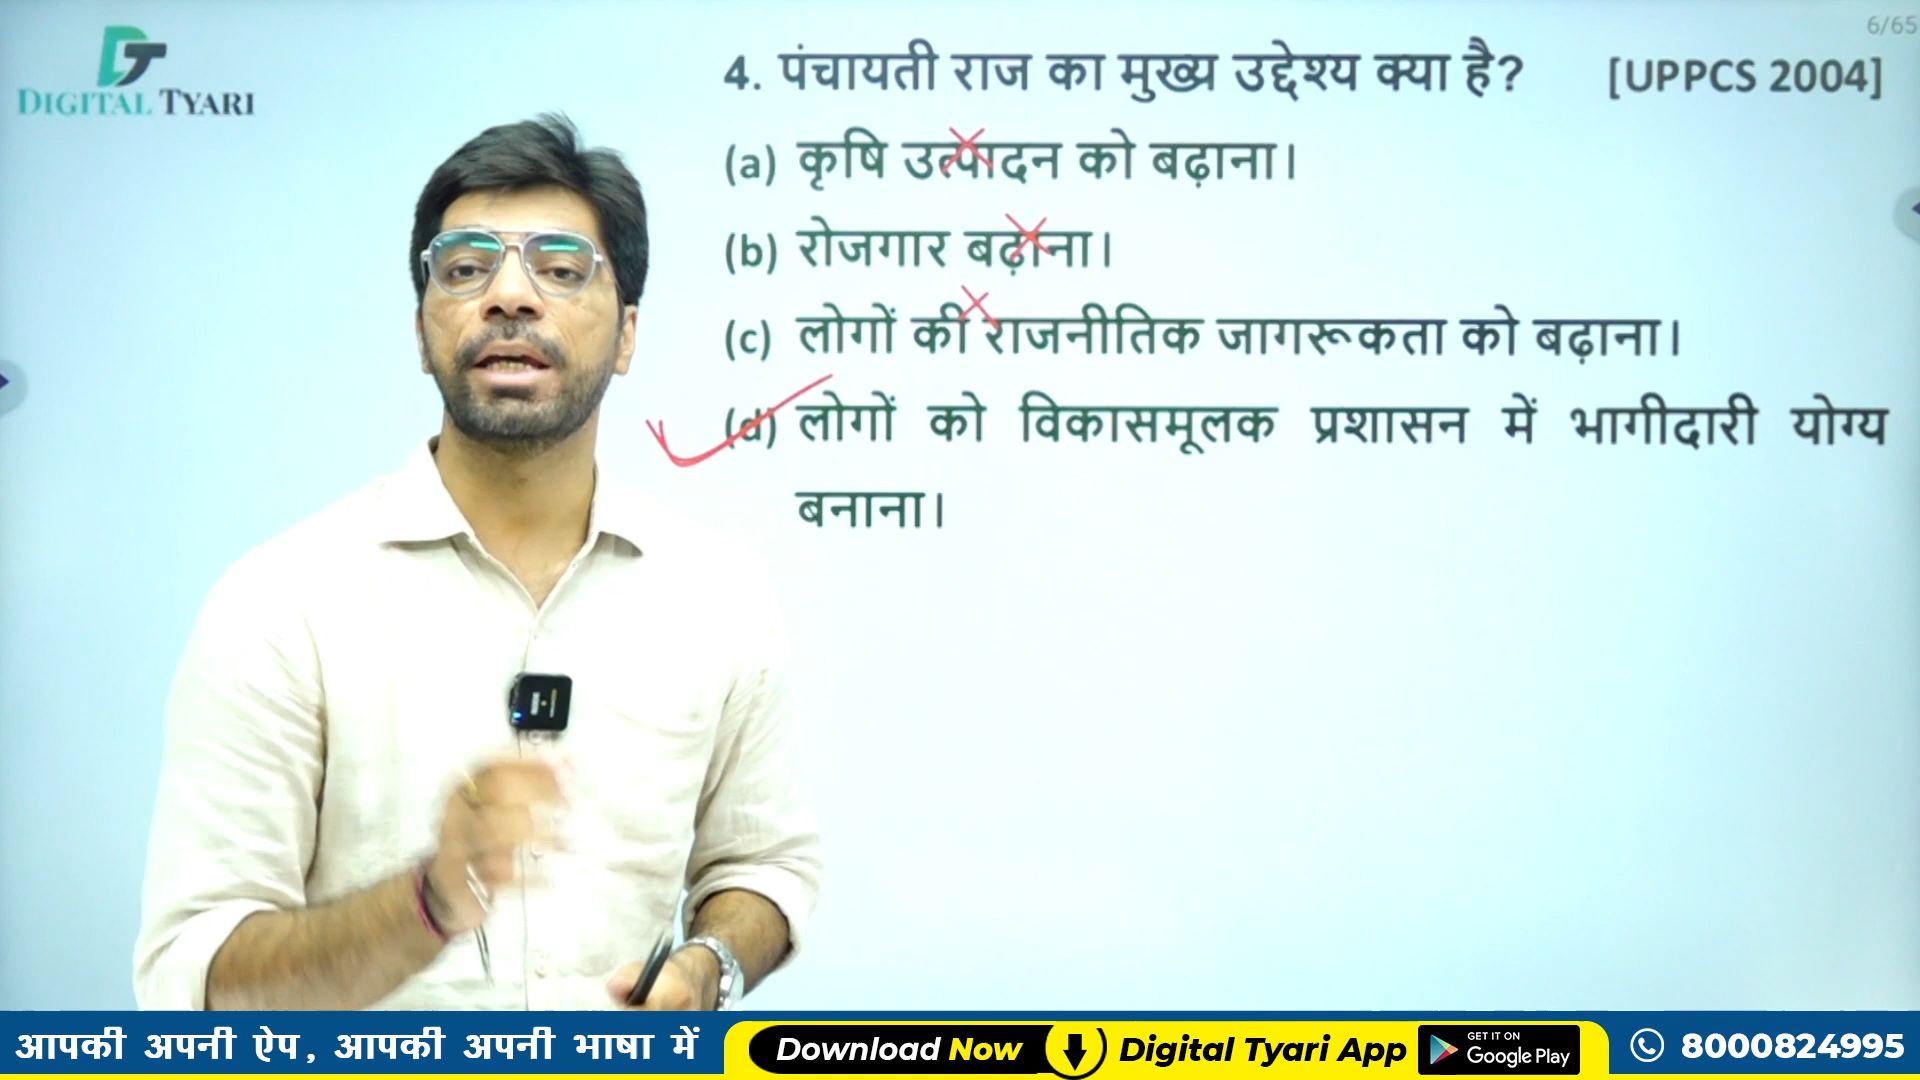 6/65
DT
DIGITAL TYARI
4. पंचायती राज का मुख्य उद्देश्य क्या है? [UPPCS 2004]
(a) कृषि उत्पादन को बढ़ाना।
(b) रोजगार बढ़ाना।
(c) लोगों की राजनीतिक जागरूकता को बढ़ाना।
(d) लोगों को विकासमूलक प्रशासन में भागीदारी योग्य
बनाना।
आपकी अपनी ऐप, आपकी अपनी भाषा में
Download Now
Digital Tyari App
GET IT ON
Google Play
8000824995